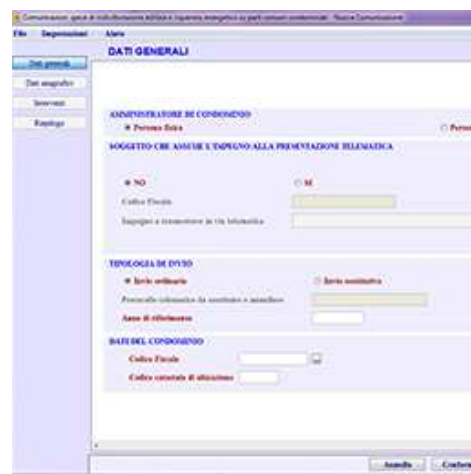 Comunicazioni spese di ristrutturazione edilizia e risparmio energetico su parti comuni condominiali - Nuova Comunicazione
File Impostazioni Aiuto
DATI GENERALI
Dati generali
Dati anagrafici
Interventi
Riepilogo
AMMINISTRATORE DI CONDOMINIO
Persona fisica
SOGGETTO CHE ASSUME L'IMPEGNO ALLA PRESENTAZIONE TELEMATICA
NO SI
Codice Fiscale
Impegno a trasmettere in via telematica
TIPOLOGIA DI INVIO
Invio ordinario Invio sostitutivo
Protocollo telematico da sostituire o annullare
Anno di riferimento
DATI DEL CONDOMINIO
Codice Fiscale
Codice catastale di ubicazione
Annulla